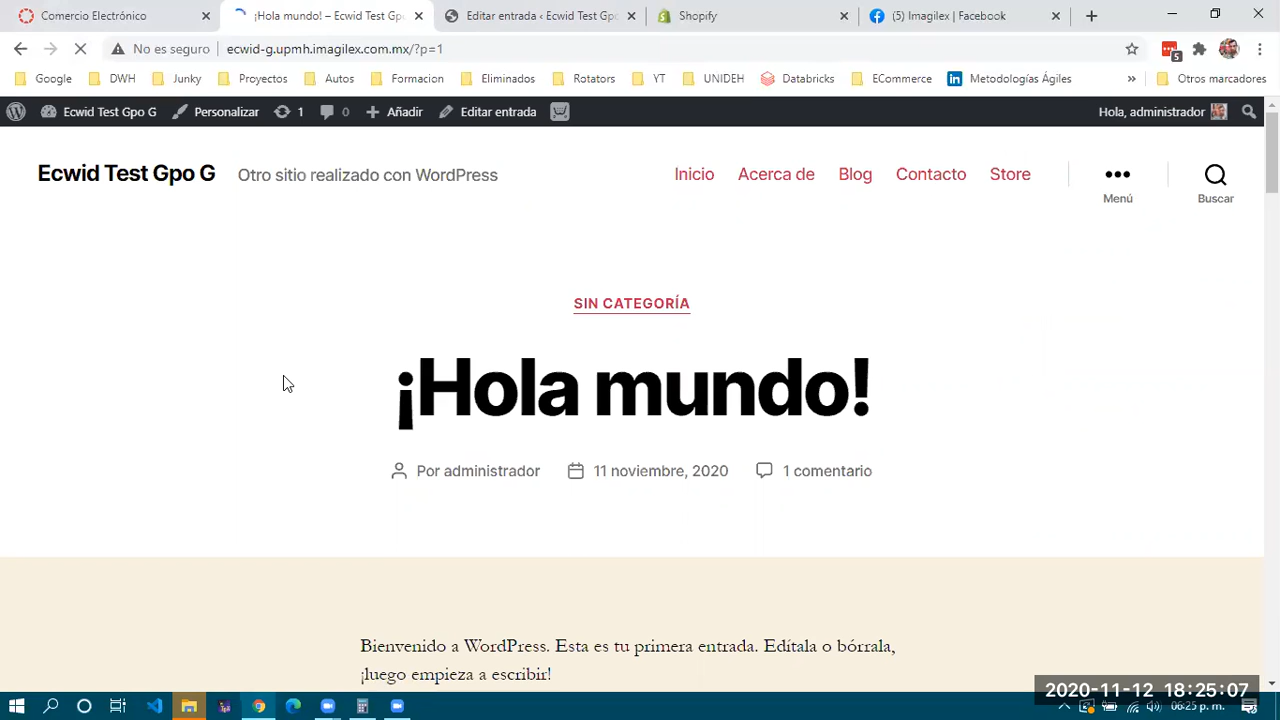 Comercio Electrónico
¡Hola mundo! – Ecwid Test Gpo
Editar entrada ‹ Ecwid Test Gpo
Shopify
(5) Imagilex | Facebook
No es seguro
ecwid-g.upmh.imagilex.com.mx/?p=1
5
Google
DWH
Junky
Proyectos
Autos
Formacion
Eliminados
Rotators
YT
UNIDEH
Databricks
ECommerce
Metodologías Ágiles
»
Otros marcadores
Ecwid Test Gpo G
Personalizar
1
0
Añadir
Editar entrada
Hola, administrador
Ecwid Test Gpo G
Otro sitio realizado con WordPress
Inicio
Acerca de
Blog
Contacto
Store
Menú
Buscar
SIN CATEGORÍA
¡Hola mundo!
Por administrador
11 noviembre, 2020
1 comentario
Bienvenido a WordPress. Esta es tu primera entrada. Edítala o bórrala,
¡luego empieza a escribir!
2020-11-12 18:25:07
06:25 p. m.